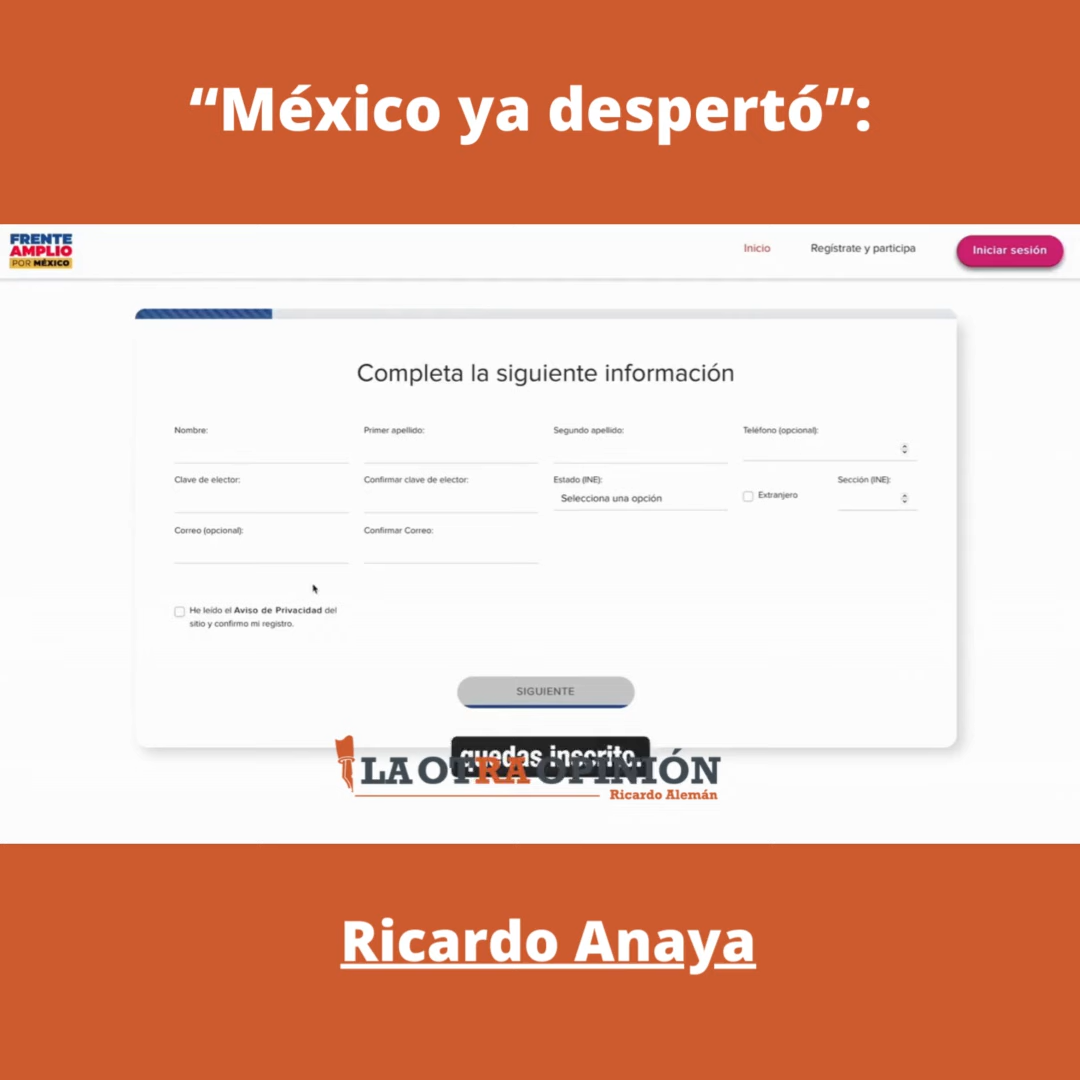 “México ya despertó”:
FRENTE
AMPLIO
POR MÉXICO
Inicio
Regístrate y participa
Iniciar sesión
Completa la siguiente información
Nombre:
Primer apellido:
Segundo apellido:
Teléfono (opcional):
Clave de elector:
Confirmar clave de elector:
Estado (INE):
Selecciona una opción
Extranjero
Sección (INE):
Correo (opcional):
Confirmar Correo:
He leído el Aviso de Privacidad del
sitio y confirmo mi registro.
SIGUIENTE
quedas inscrito.
LA OTRA OPINIÓN
Ricardo Alemán
Ricardo Anaya